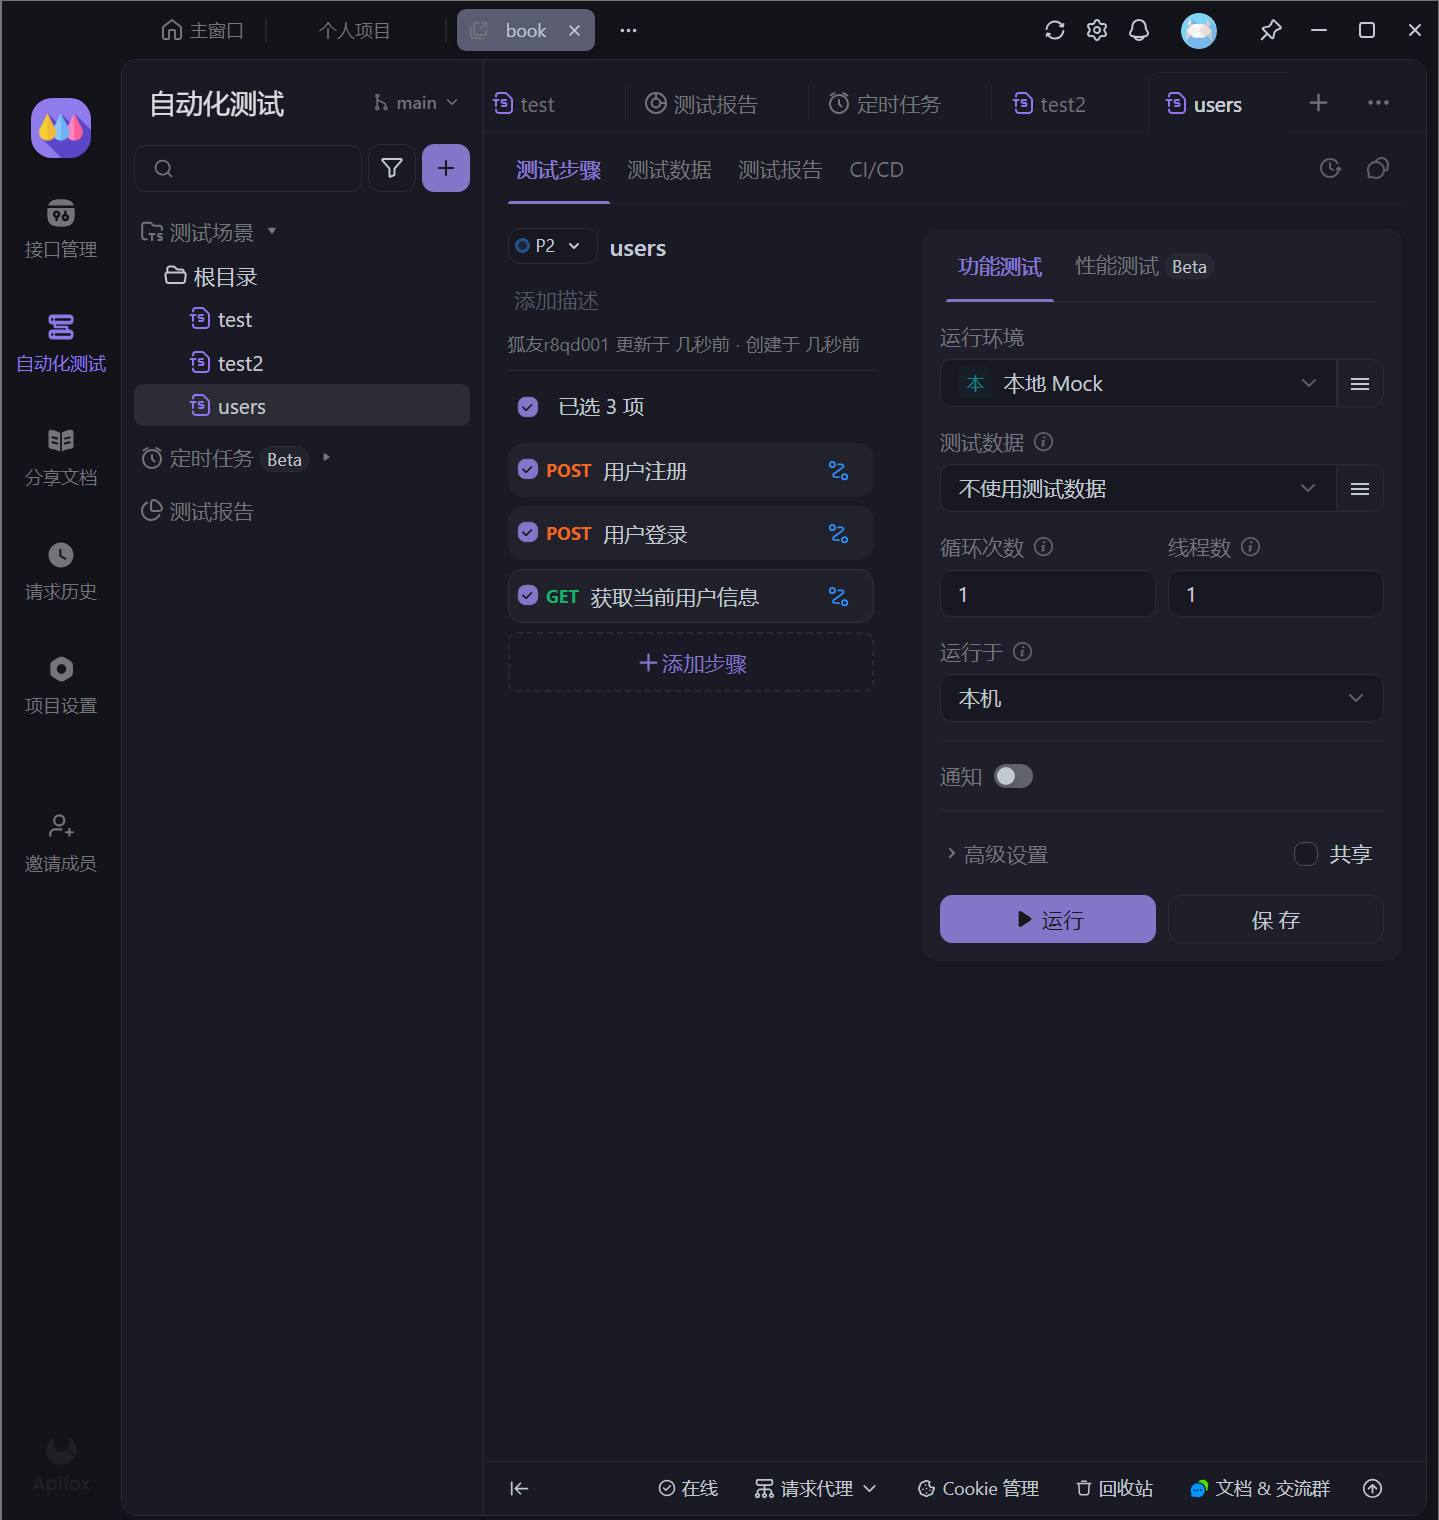 主窗口
个人项目
book
自动化测试
main
接口管理
自动化测试
分享文档
请求历史
项目设置
邀请成员
Apifox
测试场景
根目录
test
test2
users
定时任务 Beta
测试报告
test
测试报告
定时任务
test2
users
测试步骤
测试数据
测试报告
CI/CD
P2
users
添加描述
狐友r8qd001 更新于 几秒前 · 创建于 几秒前
已选 3 项
POST 用户注册
POST 用户登录
GET 获取当前用户信息
添加步骤
功能测试
性能测试 Beta
运行环境
本 本地 Mock
测试数据
不使用测试数据
循环次数
线程数
1
1
运行于
本机
通知
高级设置
共享
运行
保 存
在线
请求代理
Cookie 管理
回收站
文档 & 交流群